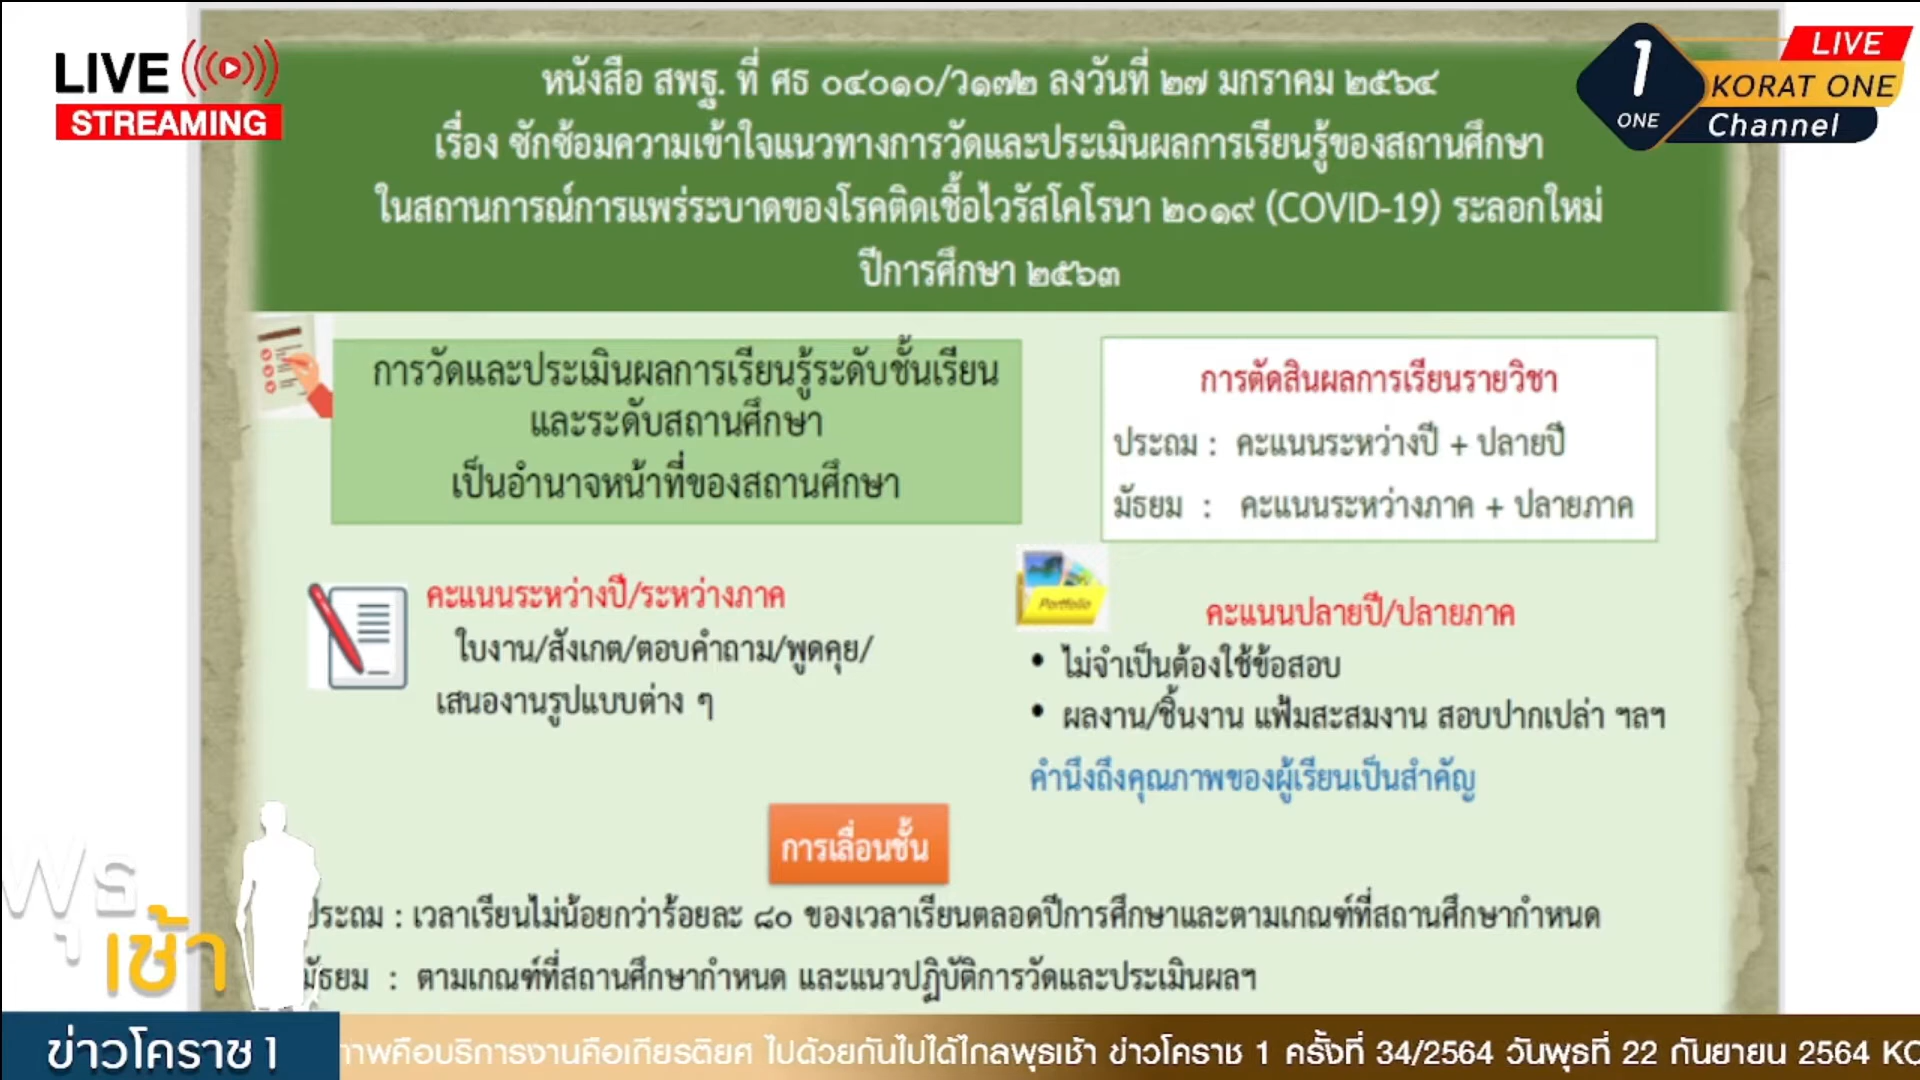 LIVE
STREAMING
1
ONE
LIVE
KORAT ONE
Channel
หนังสือ สพฐ. ที่ ศธ ๐๔๐๑๐/ว๑๗๒ ลงวันที่ ๒๗ มกราคม ๒๕๖๔
เรื่อง ซักซ้อมความเข้าใจแนวทางการวัดและประเมินผลการเรียนรู้ของสถานศึกษา
ในสถานการณ์การแพร่ระบาดของโรคติดเชื้อไวรัสโคโรนา ๒๐๑๙ (COVID-19) ระลอกใหม่
ปีการศึกษา ๒๕๖๓
การวัดและประเมินผลการเรียนรู้ระดับชั้นเรียน
และระดับสถานศึกษา
เป็นอำนาจหน้าที่ของสถานศึกษา
การตัดสินผลการเรียนรายวิชา
ประถม : คะแนนระหว่างปี + ปลายปี
มัธยม : คะแนนระหว่างภาค + ปลายภาค
คะแนนระหว่างปี/ระหว่างภาค
ใบงาน/สังเกต/ตอบคำถาม/พูดคุย/
เสนองานรูปแบบต่าง ๆ
Portfolio
คะแนนปลายปี/ปลายภาค
• ไม่จำเป็นต้องใช้ข้อสอบ
• ผลงาน/ชิ้นงาน แฟ้มสะสมงาน สอบปากเปล่า ฯลฯ
คำนึงถึงคุณภาพของผู้เรียนเป็นสำคัญ
การเลื่อนชั้น
ประถม : เวลาเรียนไม่น้อยกว่าร้อยละ ๘๐ ของเวลาเรียนตลอดปีการศึกษาและตามเกณฑ์ที่สถานศึกษากำหนด
มัธยม : ตามเกณฑ์ที่สถานศึกษากำหนด และแนวปฏิบัติการวัดและประเมินผลฯ
พุธ
เช้า
ข่าวโคราช 1
าพคือบริการงานคือเกียรติยศ ไปด้วยกันไปได้ไกลพุธเช้า ข่าวโคราช 1 ครั้งที่ 34/2564 วันพุธที่ 22 กันยายน 2564 KO